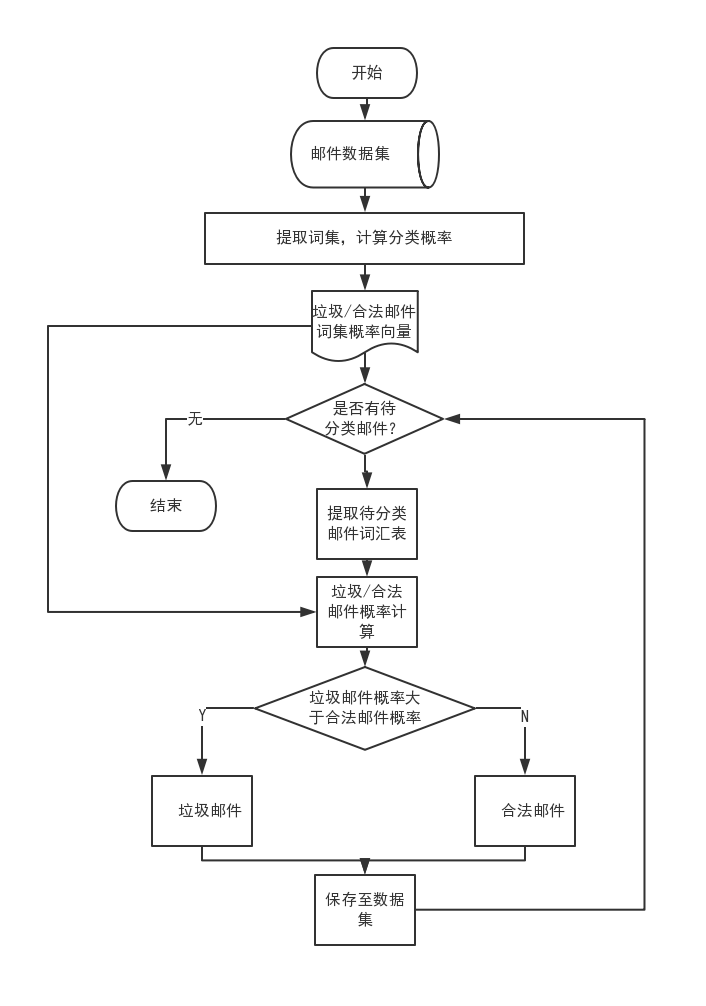 开始
邮件数据集
提取词集，计算分类概率
垃圾/合法邮件
词集概率向量
是否有待
分类邮件?
无
结束
提取待分类
邮件词汇表
垃圾/合法
邮件概率计
算
垃圾邮件概率大
于合法邮件概率
Y
N
垃圾邮件
合法邮件
保存至数据
集